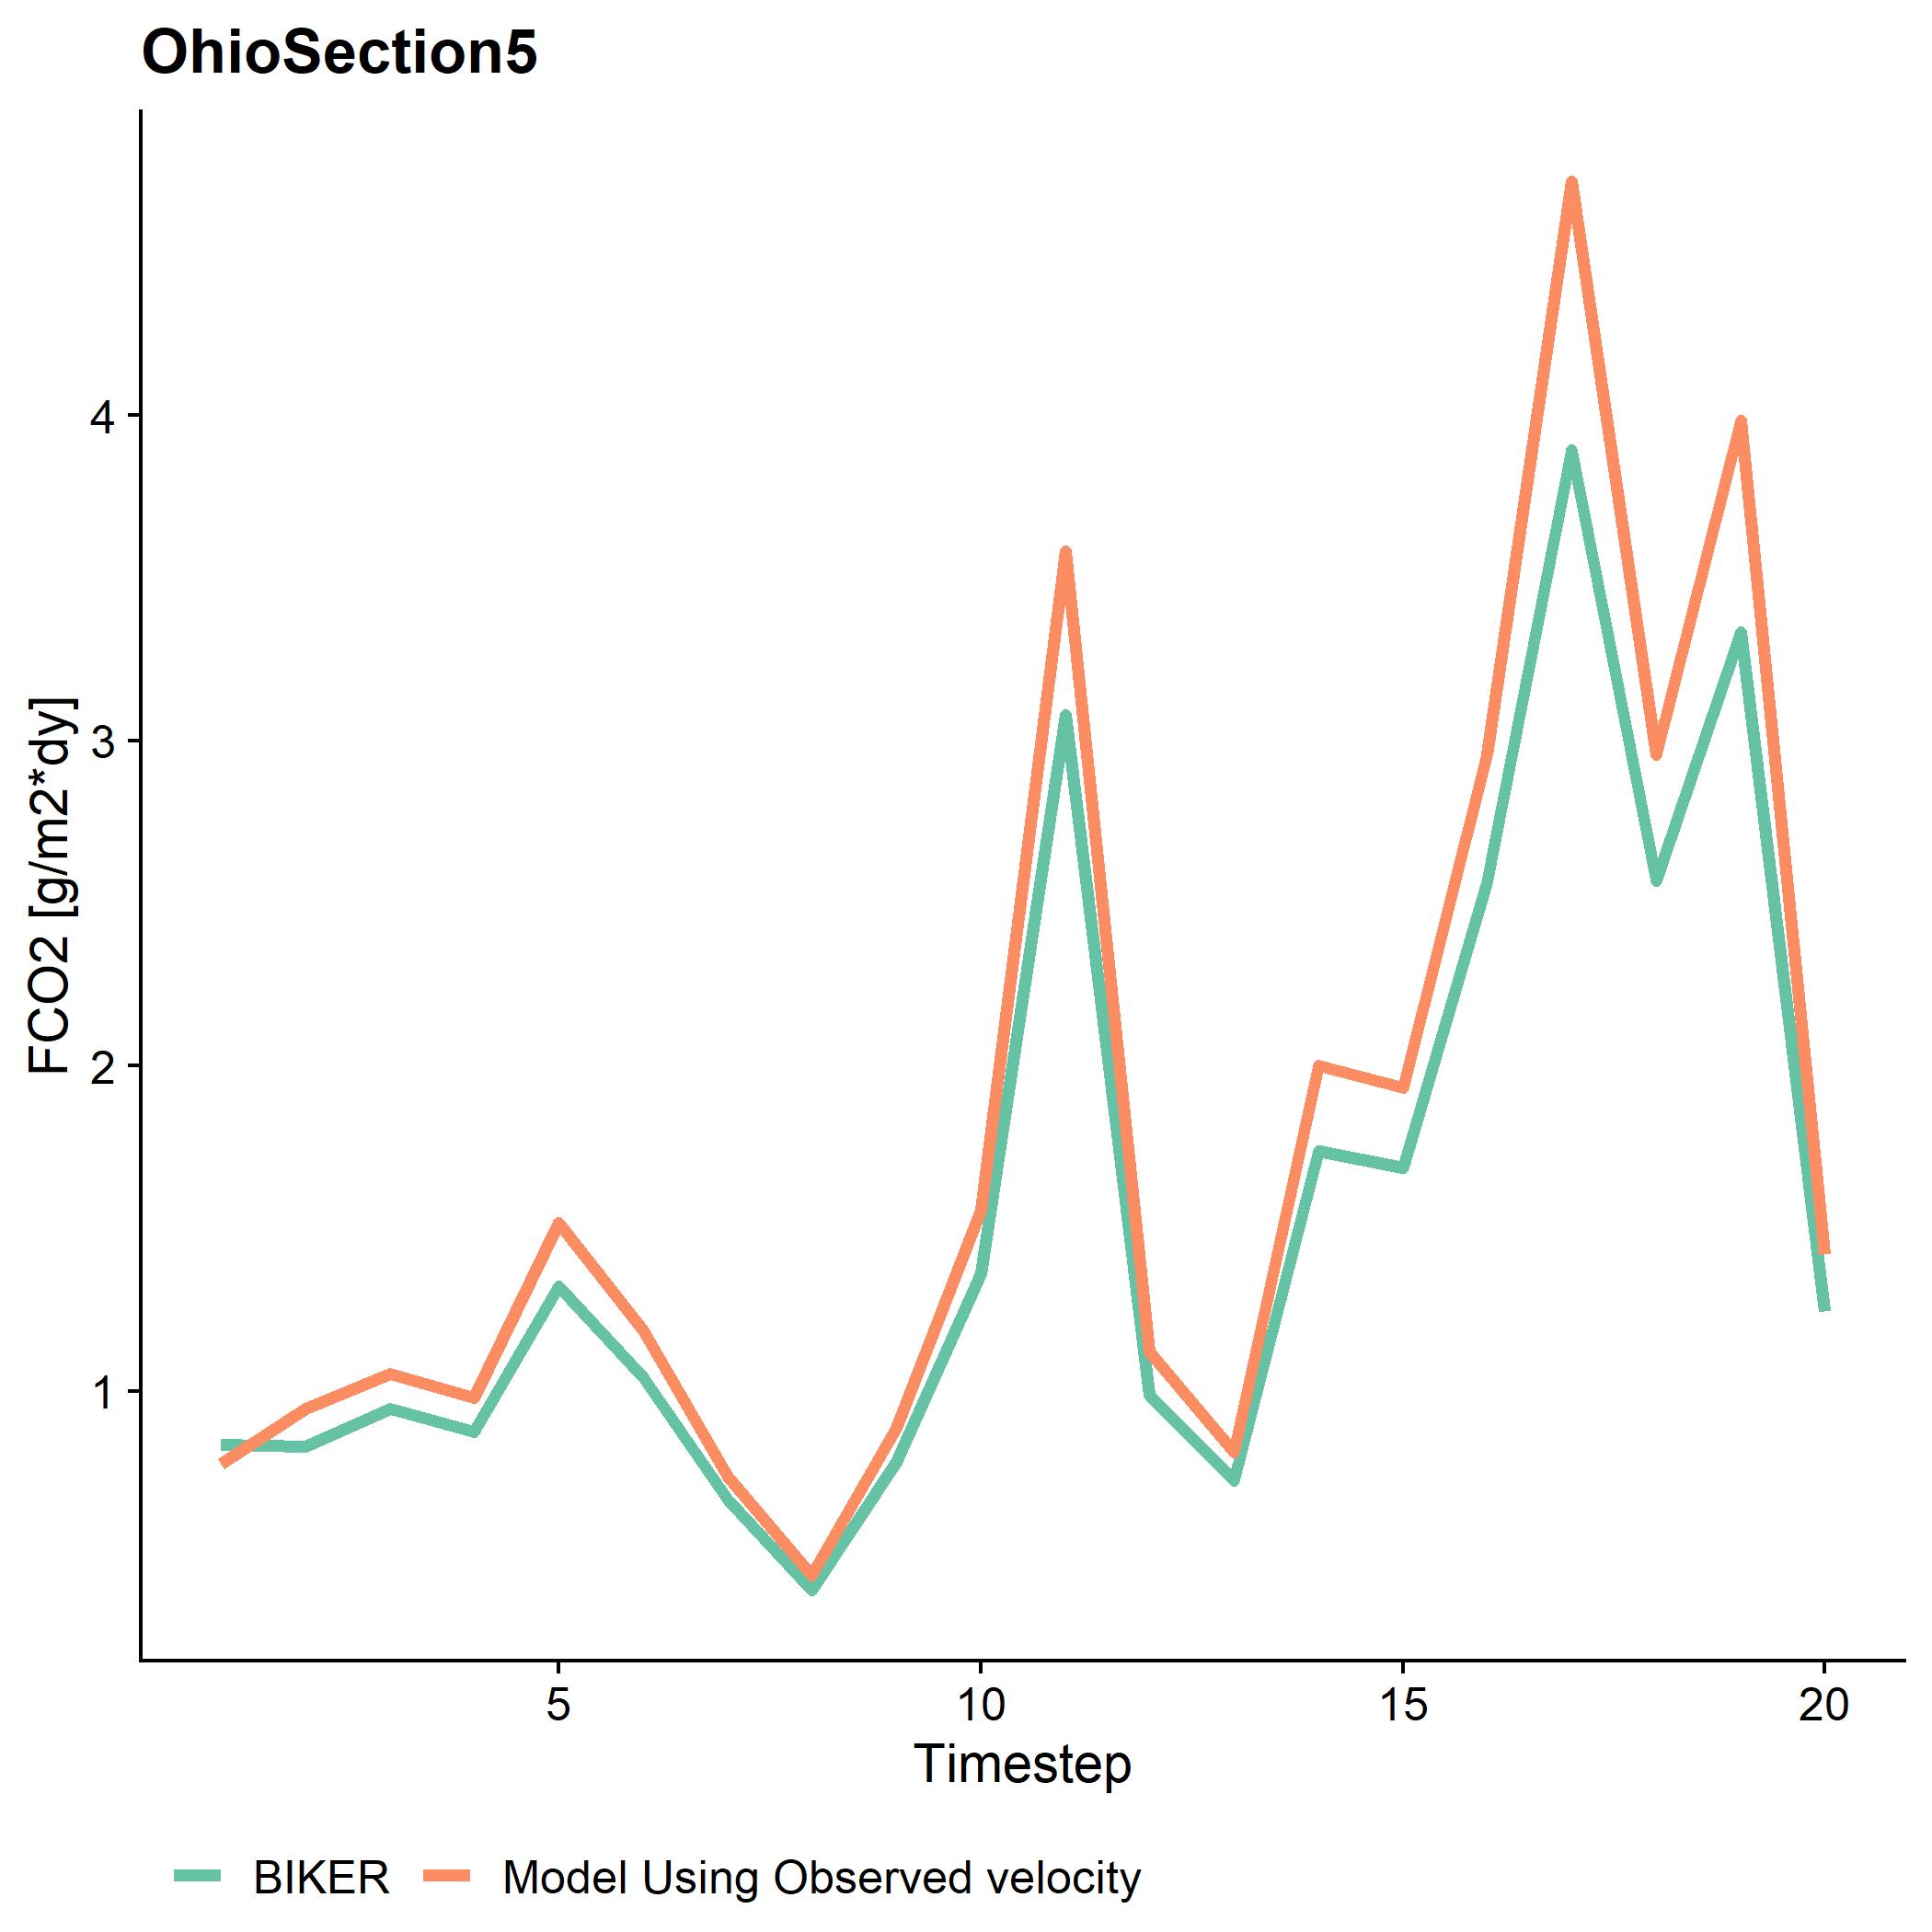 OhioSection5
FCO2 [g/m2*dy]
4
3
2
1
5 10 15 20
Timestep
BIKER Model Using Observed velocity